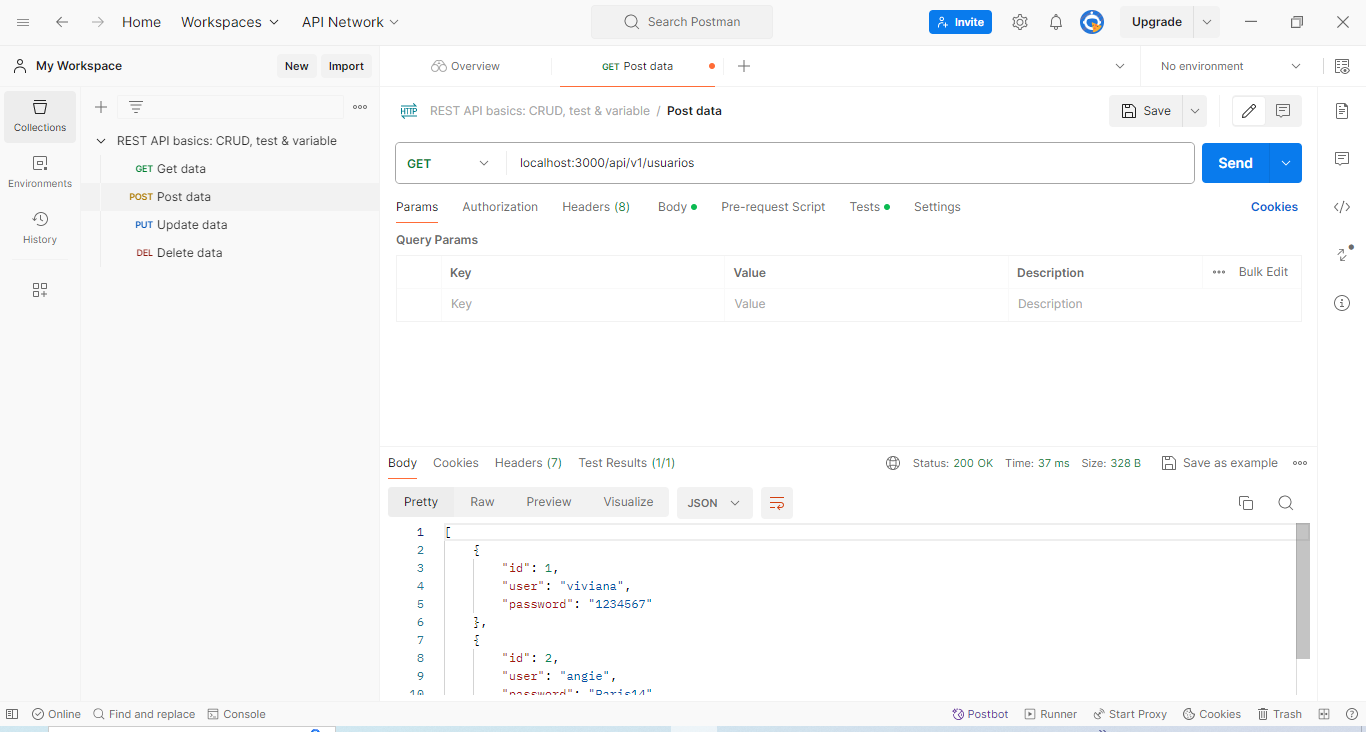 Home Workspaces API Network Search Postman Invite Upgrade
My Workspace New Import Overview GET Post data No environment
Collections
Environments
History
REST API basics: CRUD, test & variable
GET Get data
POST Post data
PUT Update data
DEL Delete data
HTTP REST API basics: CRUD, test & variable / Post data Save
GET localhost:3000/api/v1/usuarios Send
Params Authorization Headers (8) Body Pre-request Script Tests Settings Cookies
Query Params
Key Value Description Bulk Edit
Key Value Description
Body Cookies Headers (7) Test Results (1/1) Status: 200 OK Time: 37 ms Size: 328 B Save as example
Pretty Raw Preview Visualize JSON
1 [
2 {
3 "id": 1,
4 "user": "viviana",
5 "password": "1234567"
6 },
7 {
8 "id": 2,
9 "user": "angie",
10 "password": "Paris14"
Online Find and replace Console Postbot Runner Start Proxy Cookies Trash